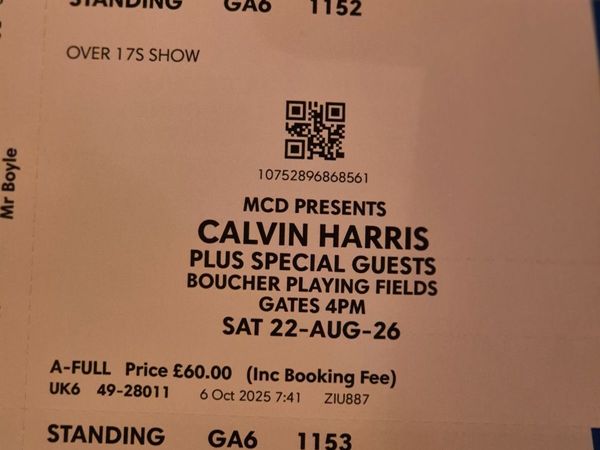 STANDING GA6 1152
OVER 17S SHOW
Mr Boyle
10752896868561
MCD PRESENTS
CALVIN HARRIS
PLUS SPECIAL GUESTS
BOUCHER PLAYING FIELDS
GATES 4PM
SAT 22-AUG-26
A-FULL Price £60.00 (Inc Booking Fee)
UK6 49-28011 6 Oct 2025 7:41 ZIU887
STANDING GA6 1153